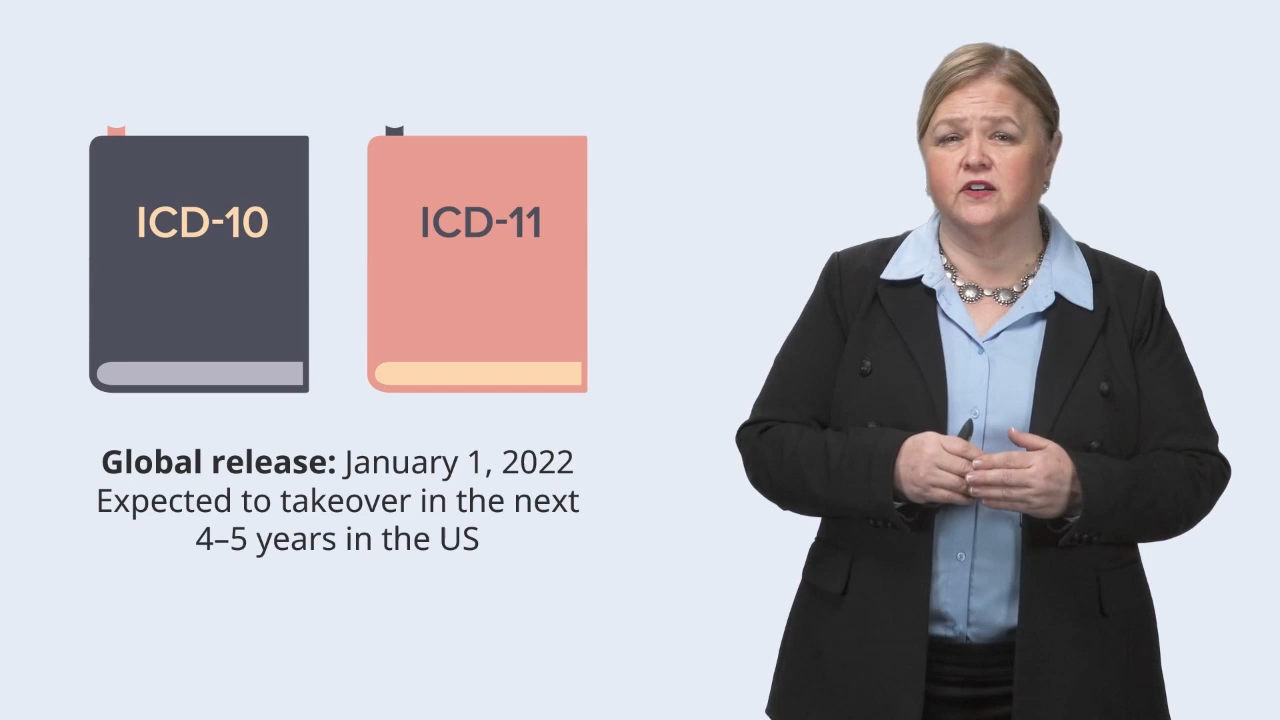 ICD-10
ICD-11
Global release: January 1, 2022
Expected to takeover in the next
4–5 years in the US